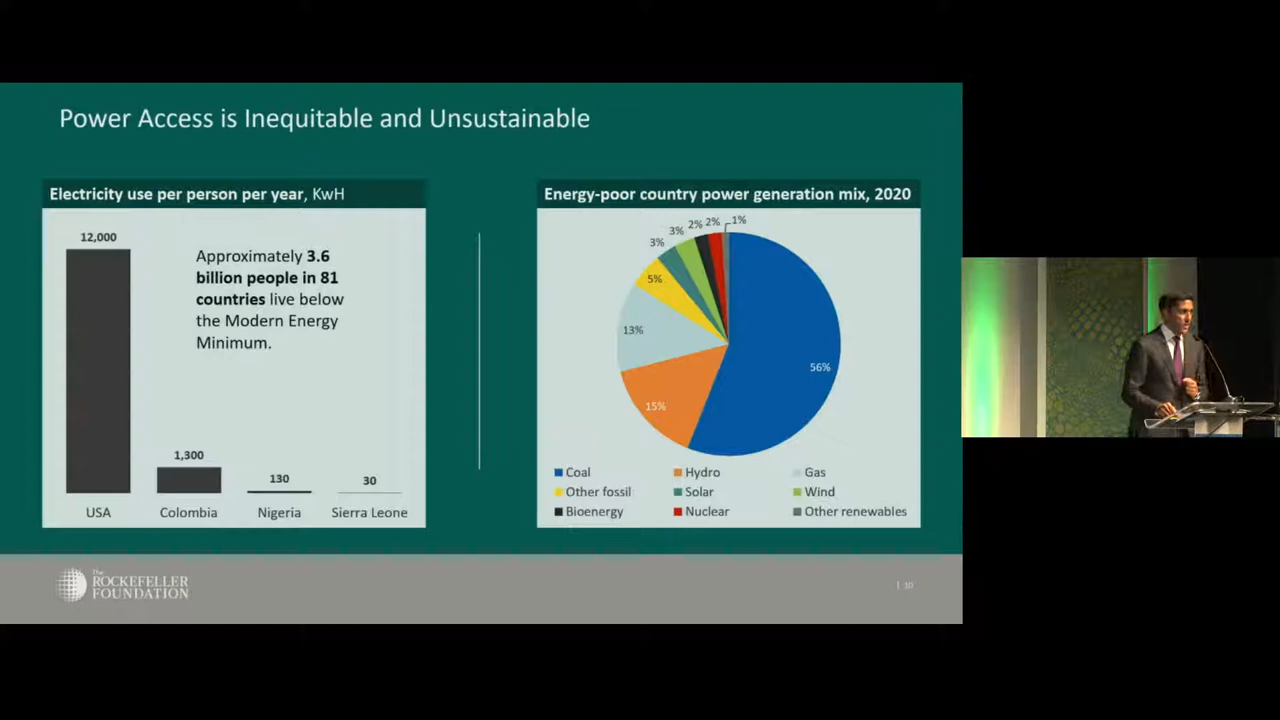 Power Access is Inequitable and Unsustainable
Electricity use per person per year, KwH
12,000
Approximately 3.6
billion people in 81
countries live below
the Modern Energy
Minimum.
1,300
130
30
USA
Colombia
Nigeria
Sierra Leone
Energy-poor country power generation mix, 2020
3%
3%
2%
2%
1%
5%
13%
56%
15%
Coal
Hydro
Gas
Other fossil
Solar
Wind
Bioenergy
Nuclear
Other renewables
The
ROCKEFELLER
FOUNDATION
| 10